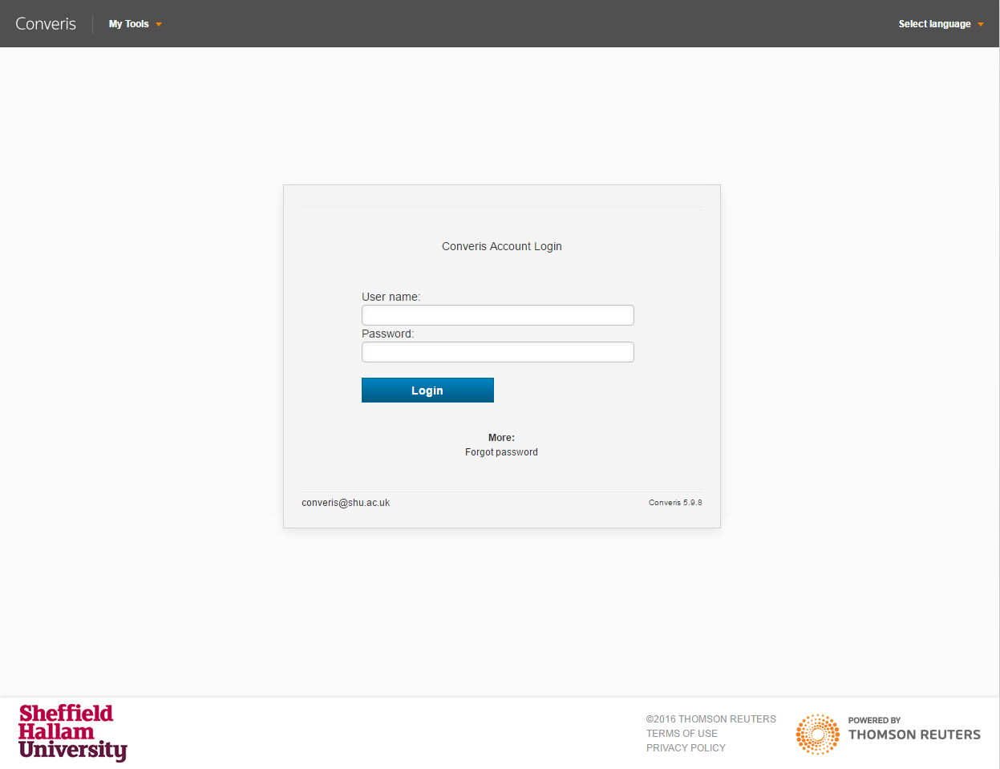 Converis
My Tools
Select language
Converis Account Login
User name:
Password:
Login
More:
Forgot password
converis@shu.ac.uk
Converis 5.9.8
Sheffield
Hallam
University
©2016 THOMSON REUTERS
TERMS OF USE
PRIVACY POLICY
POWERED BY
THOMSON REUTERS